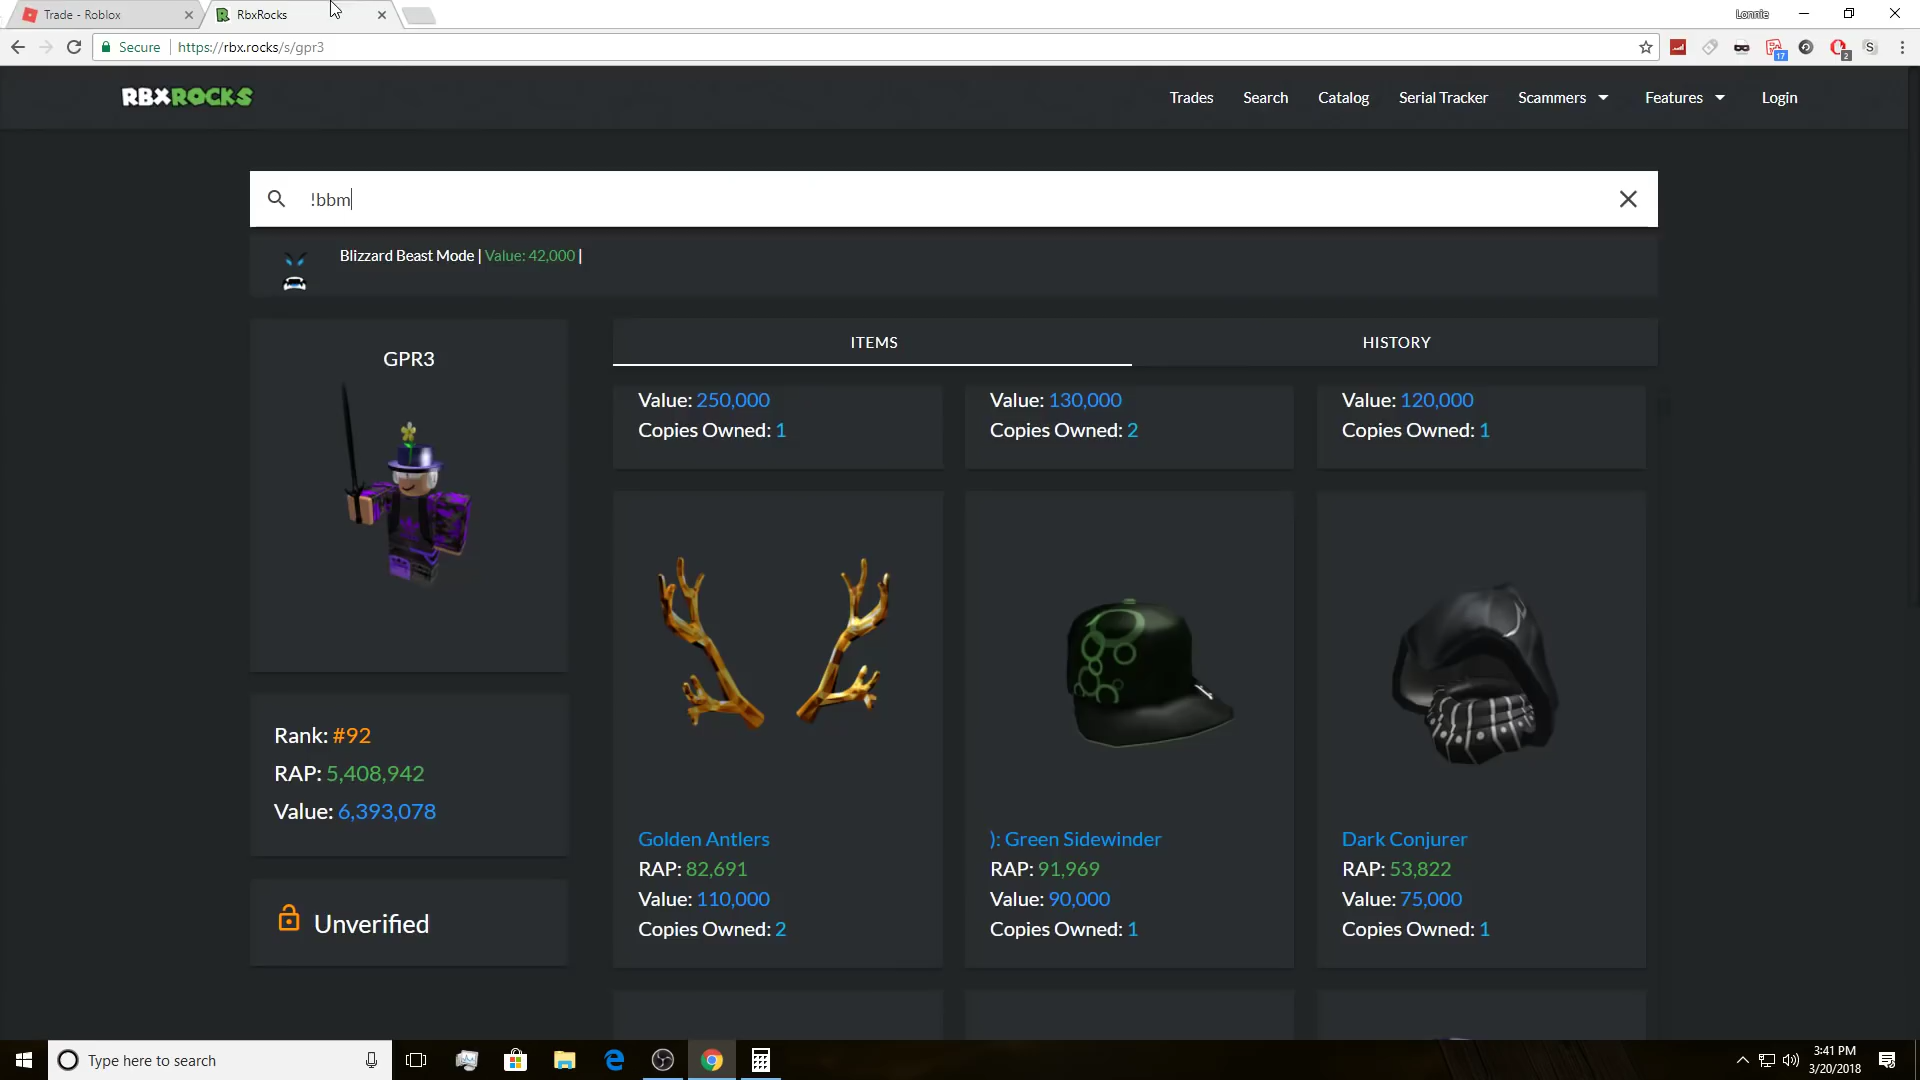 Trade - Roblox
RbxRocks
Lonnie
Secure
https://rbx.rocks/s/gpr3
17
2
S
RBXROCKS
Trades
Search
Catalog
Serial Tracker
Scammers
Features
Login
!bbm
Blizzard Beast Mode | Value: 42,000 |
GPR3
ITEMS
HISTORY
Value: 250,000
Copies Owned: 1
Value: 130,000
Copies Owned: 2
Value: 120,000
Copies Owned: 1
Rank: #92
RAP: 5,408,942
Value: 6,393,078
Unverified
Golden Antlers
RAP: 82,691
Value: 110,000
Copies Owned: 2
): Green Sidewinder
RAP: 91,969
Value: 90,000
Copies Owned: 1
Dark Conjurer
RAP: 53,822
Value: 75,000
Copies Owned: 1
Type here to search
3:41 PM
3/20/2018